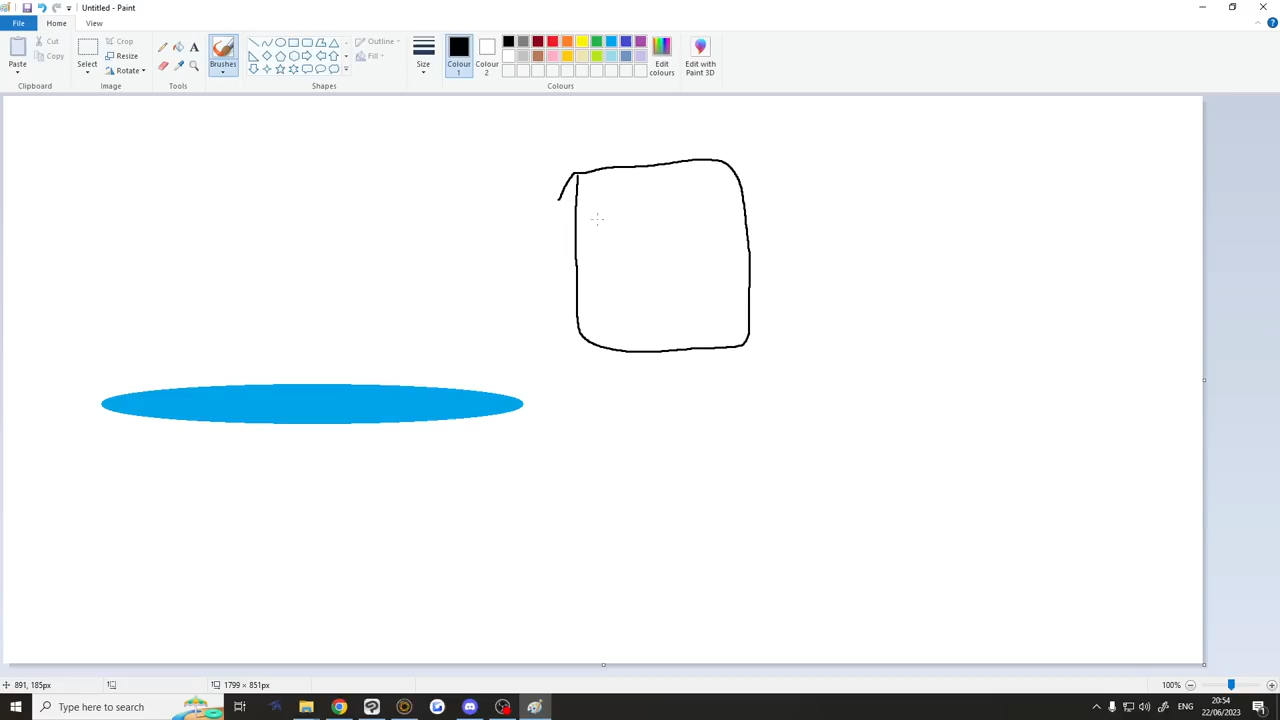 Untitled - Paint
File
Home
View
Paste
Cut
Copy
Clipboard
Select
Crop
Resize
Rotate
Image
A
Tools
Brushes
Shapes
Outline
Fill
Size
Colour 1
Colour 2
Edit colours
Edit with Paint 3D
Colours
891, 185px
1799 × 851px
100%
Type here to search
20:54
22/06/2023